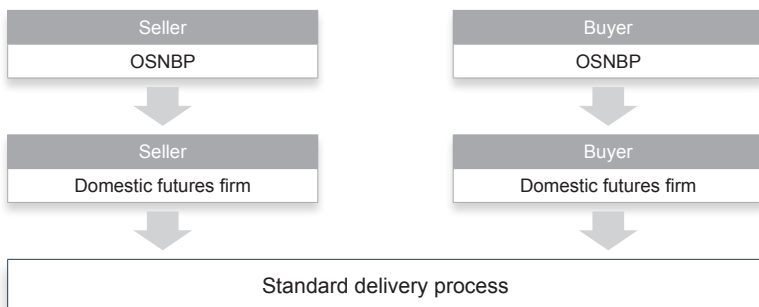 Seller
OSNBP
Buyer
OSNBP
Seller
Domestic futures firm
Buyer
Domestic futures firm
Standard delivery process